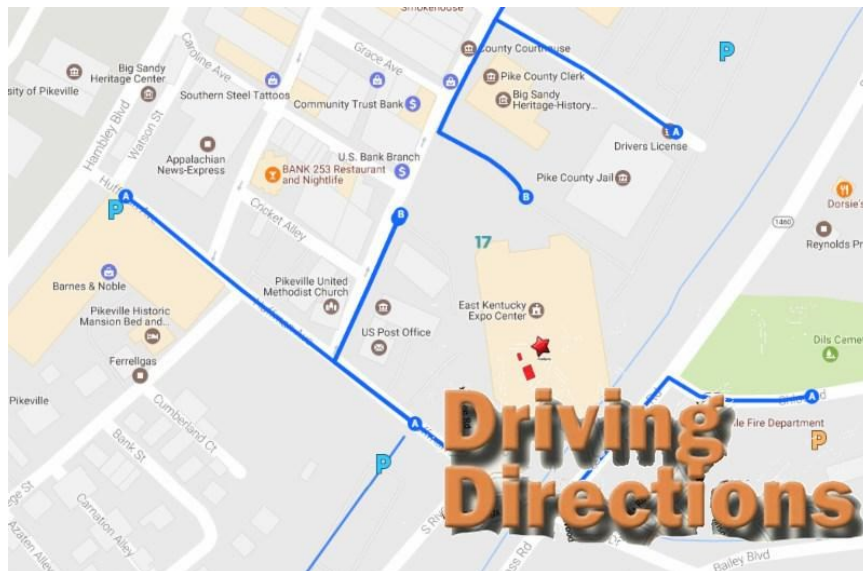 Smokehouse
Caroline Ave
Grace Ave
County Courthouse
P
Big Sandy
Heritage Center
sity of Pikeville
Southern Steel Tattoos
Pike County Clerk
Community Trust Bank
$
Big Sandy
Heritage-History...
Hambley Blvd
Watson St
A
Drivers License
Appalachian
News-Express
U.S. Bank Branch
$
BANK 253 Restaurant
and Nightlife
Pike County Jail
A
P
B
B
Dorsie's
Cricket Alley
1460
17
Reynolds Pr
Barnes & Noble
Pikeville United
Methodist Church
East Kentucky
Expo Center
Pikeville Historic
Mansion Bed and...
Huffman Ave
US Post Office
Dils Ceme
Ferrellgas
Pikeville
A
Cumberland Ct
A
Driving
le Fire Department
P
Bank St
P
Directions
Carnation Alley
Azaten Alley
Bailey Blvd